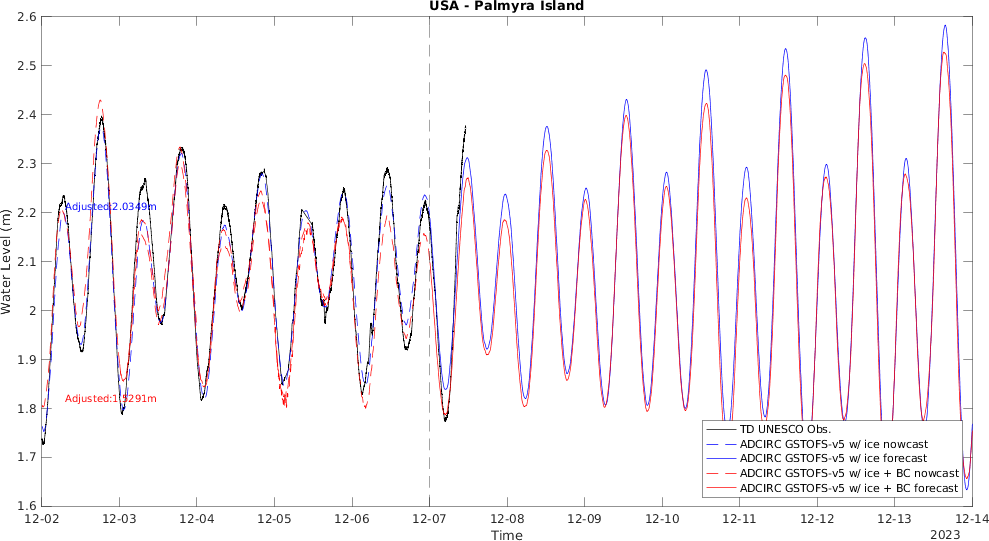 USA - Palmyra Island
2.6
2.5
2.4
2.3
2.2
2.1
2
1.9
1.8
1.7
1.6
Water Level (m)
Adjusted:2.0349m
Adjusted:1.5291m
TD UNESCO Obs.
ADCIRC GSTOFS-v5 w/ ice nowcast
ADCIRC GSTOFS-v5 w/ ice forecast
ADCIRC GSTOFS-v5 w/ ice + BC nowcast
ADCIRC GSTOFS-v5 w/ ice + BC forecast
12-02 12-03 12-04 12-05 12-06 12-07 12-08 12-09 12-10 12-11 12-12 12-13 12-14
Time
2023